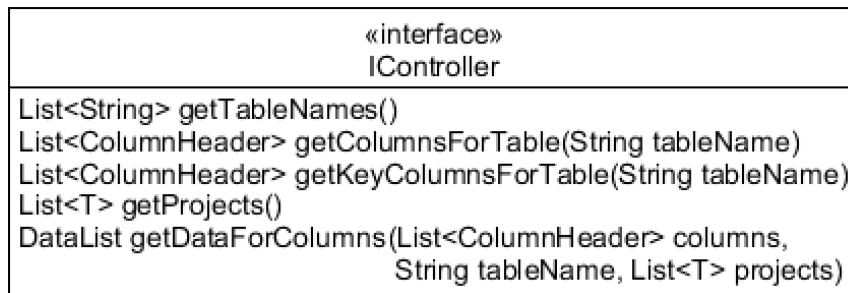 «interface»
IController
List<String> getTableNames()
List<ColumnHeader> getColumnsForTable(String tableName)
List<ColumnHeader> getKeyColumnsForTable(String tableName)
List<T> getProjects()
DataList getDataForColumns(List<ColumnHeader> columns,
String tableName, List<T> projects)